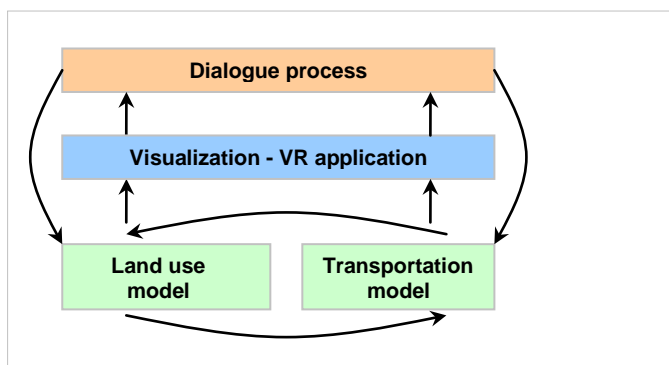 Dialogue process
Visualization - VR application
Land use
model
Transportation
model